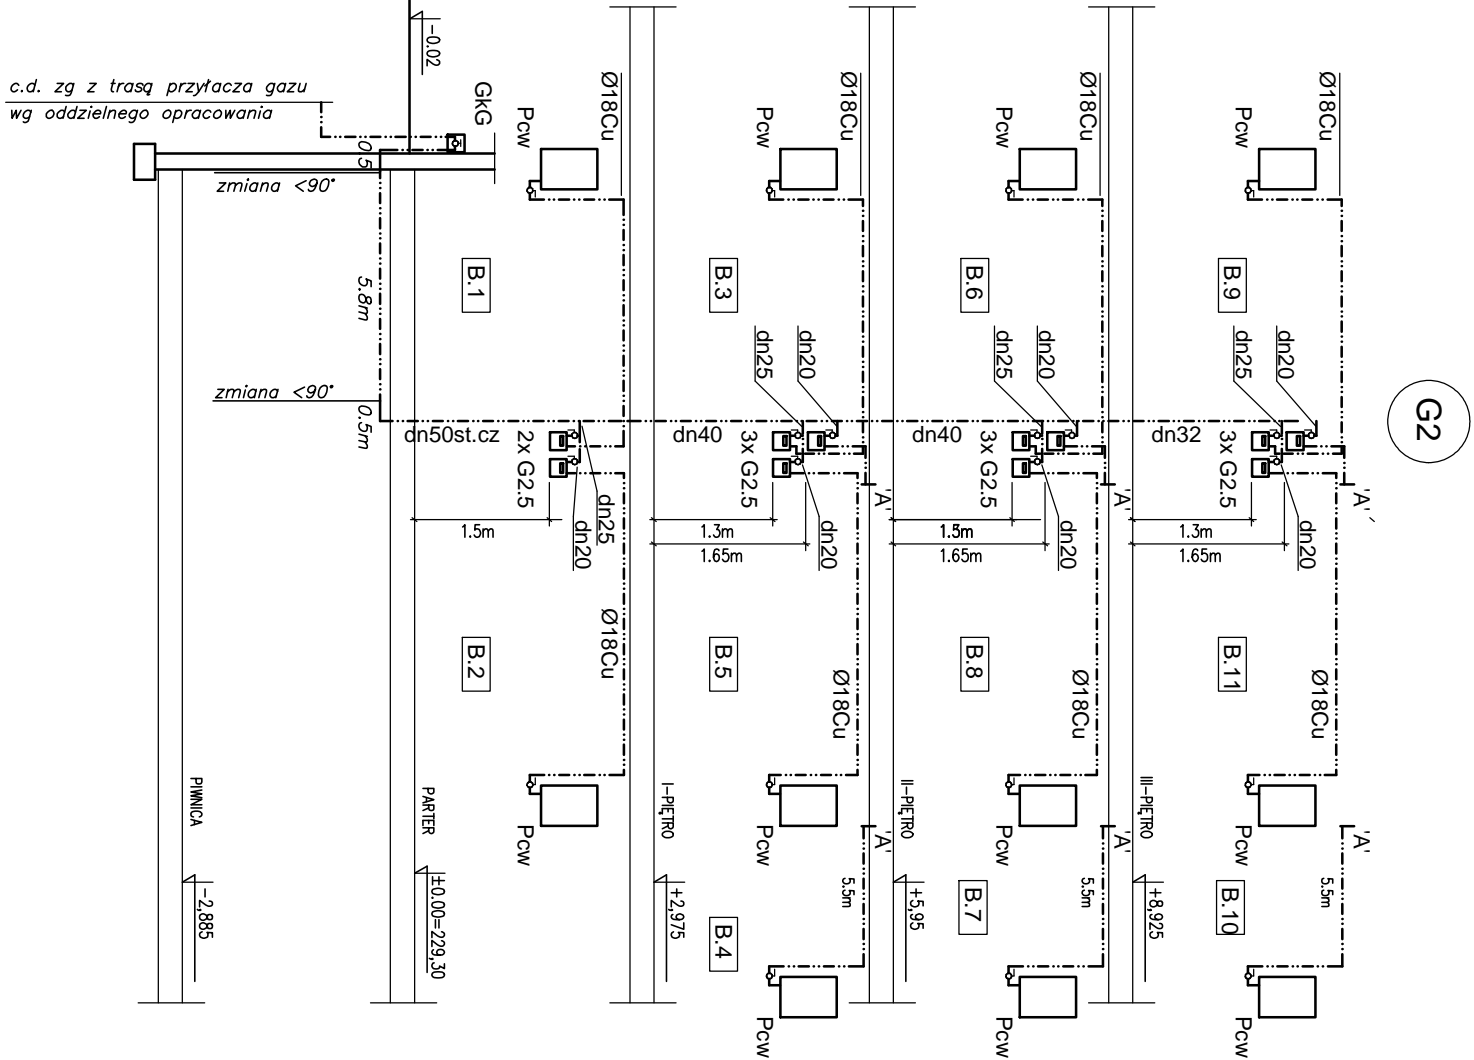 G2
c.d. zg z trasą przyłacza gazu
wg oddzielnego opracowania
-0.02
GkG
0.5
zmiana <90°
5.8m
zmiana <90°
0.5m
dn50st.cz
PIWNICA
-2,885
Ø18Cu
Pcw
B.1
2x G2.5
dn25
dn20
1.5m
Ø18Cu
B.2
Pcw
PARTER
±0.00=229,30
Ø18Cu
Pcw
B.3
dn25
dn20
dn40
3x G2.5
'A'
1.3m
1.65m
dn20
B.5
Ø18Cu
Pcw
I-PIĘTRO
+2,975
'A'
5.5m
B.4
Pcw
Ø18Cu
Pcw
B.6
dn25
dn20
dn40
3x G2.5
'A'
1.5m
1.65m
dn20
B.8
Ø18Cu
Pcw
II-PIĘTRO
+5,95
'A'
5.5m
B.7
Pcw
Ø18Cu
Pcw
B.9
dn25
dn20
dn32
3x G2.5
'A'
1.3m
1.65m
dn20
B.11
Ø18Cu
Pcw
III-PIĘTRO
+8,925
'A'
5.5m
B.10
Pcw